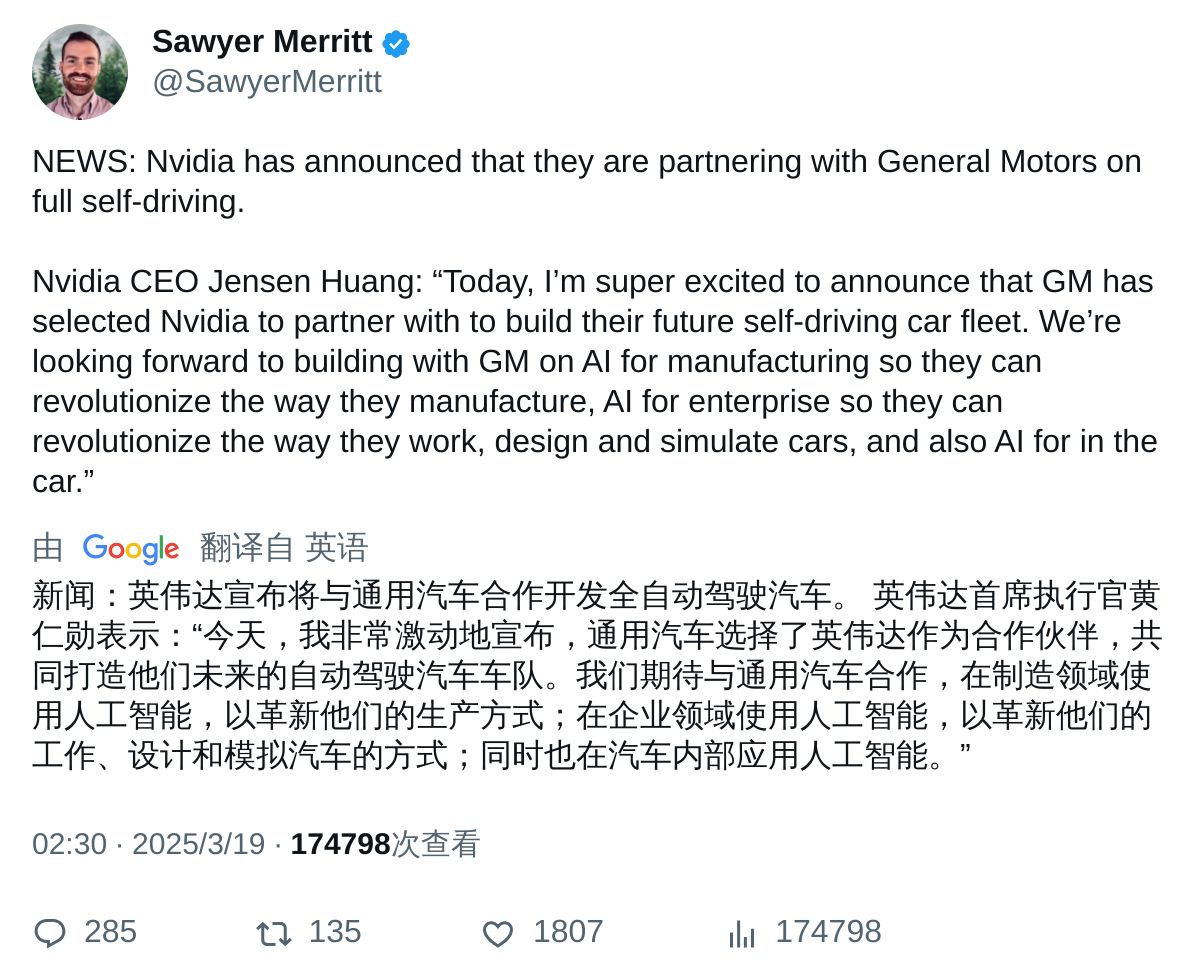 Sawyer Merritt
@SawyerMerritt
NEWS: Nvidia has announced that they are partnering with General Motors on
full self-driving.
Nvidia CEO Jensen Huang: “Today, I’m super excited to announce that GM has
selected Nvidia to partner with to build their future self-driving car fleet. We’re
looking forward to building with GM on AI for manufacturing so they can
revolutionize the way they manufacture, AI for enterprise so they can
revolutionize the way they work, design and simulate cars, and also AI for in the
car.”
由 Google 翻译自 英语
新闻：英伟达宣布将与通用汽车合作开发全自动驾驶汽车。 英伟达首席执行官黄
仁勋表示：“今天，我非常激动地宣布，通用汽车选择了英伟达作为合作伙伴，共
同打造他们未来的自动驾驶汽车车队。我们期待与通用汽车合作，在制造领域使
用人工智能，以革新他们的生产方式；在企业领域使用人工智能，以革新他们的
工作、设计和模拟汽车的方式；同时也在汽车内部应用人工智能。”
02:30 · 2025/3/19 · 174798次查看
285 135 1807 174798